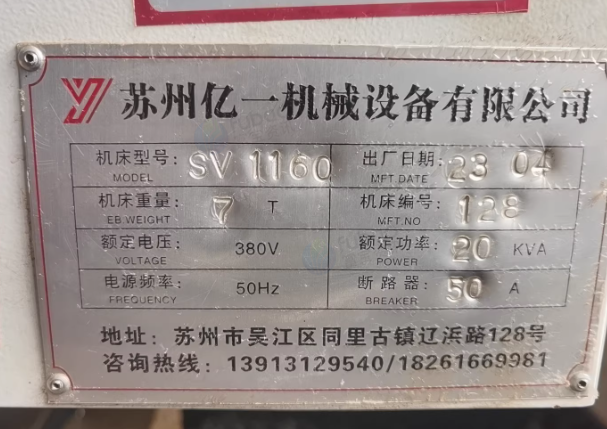 苏州亿一机械设备有限公司
机床型号: SV 1160 出厂日期: 23 04
MODEL MFT.DATE
机床重量: 7 T 机床编号: 128
EB.WEIGHT MFT.NO
额定电压: 380V 额定功率: 20 KVA
VOLTAGE POWER
电源频率: 50Hz 断路器: 50 A
FREQUENCY BREAKER
地址: 苏州市吴江区同里古镇辽浜路128号
咨询热线: 13913129540/18261669981